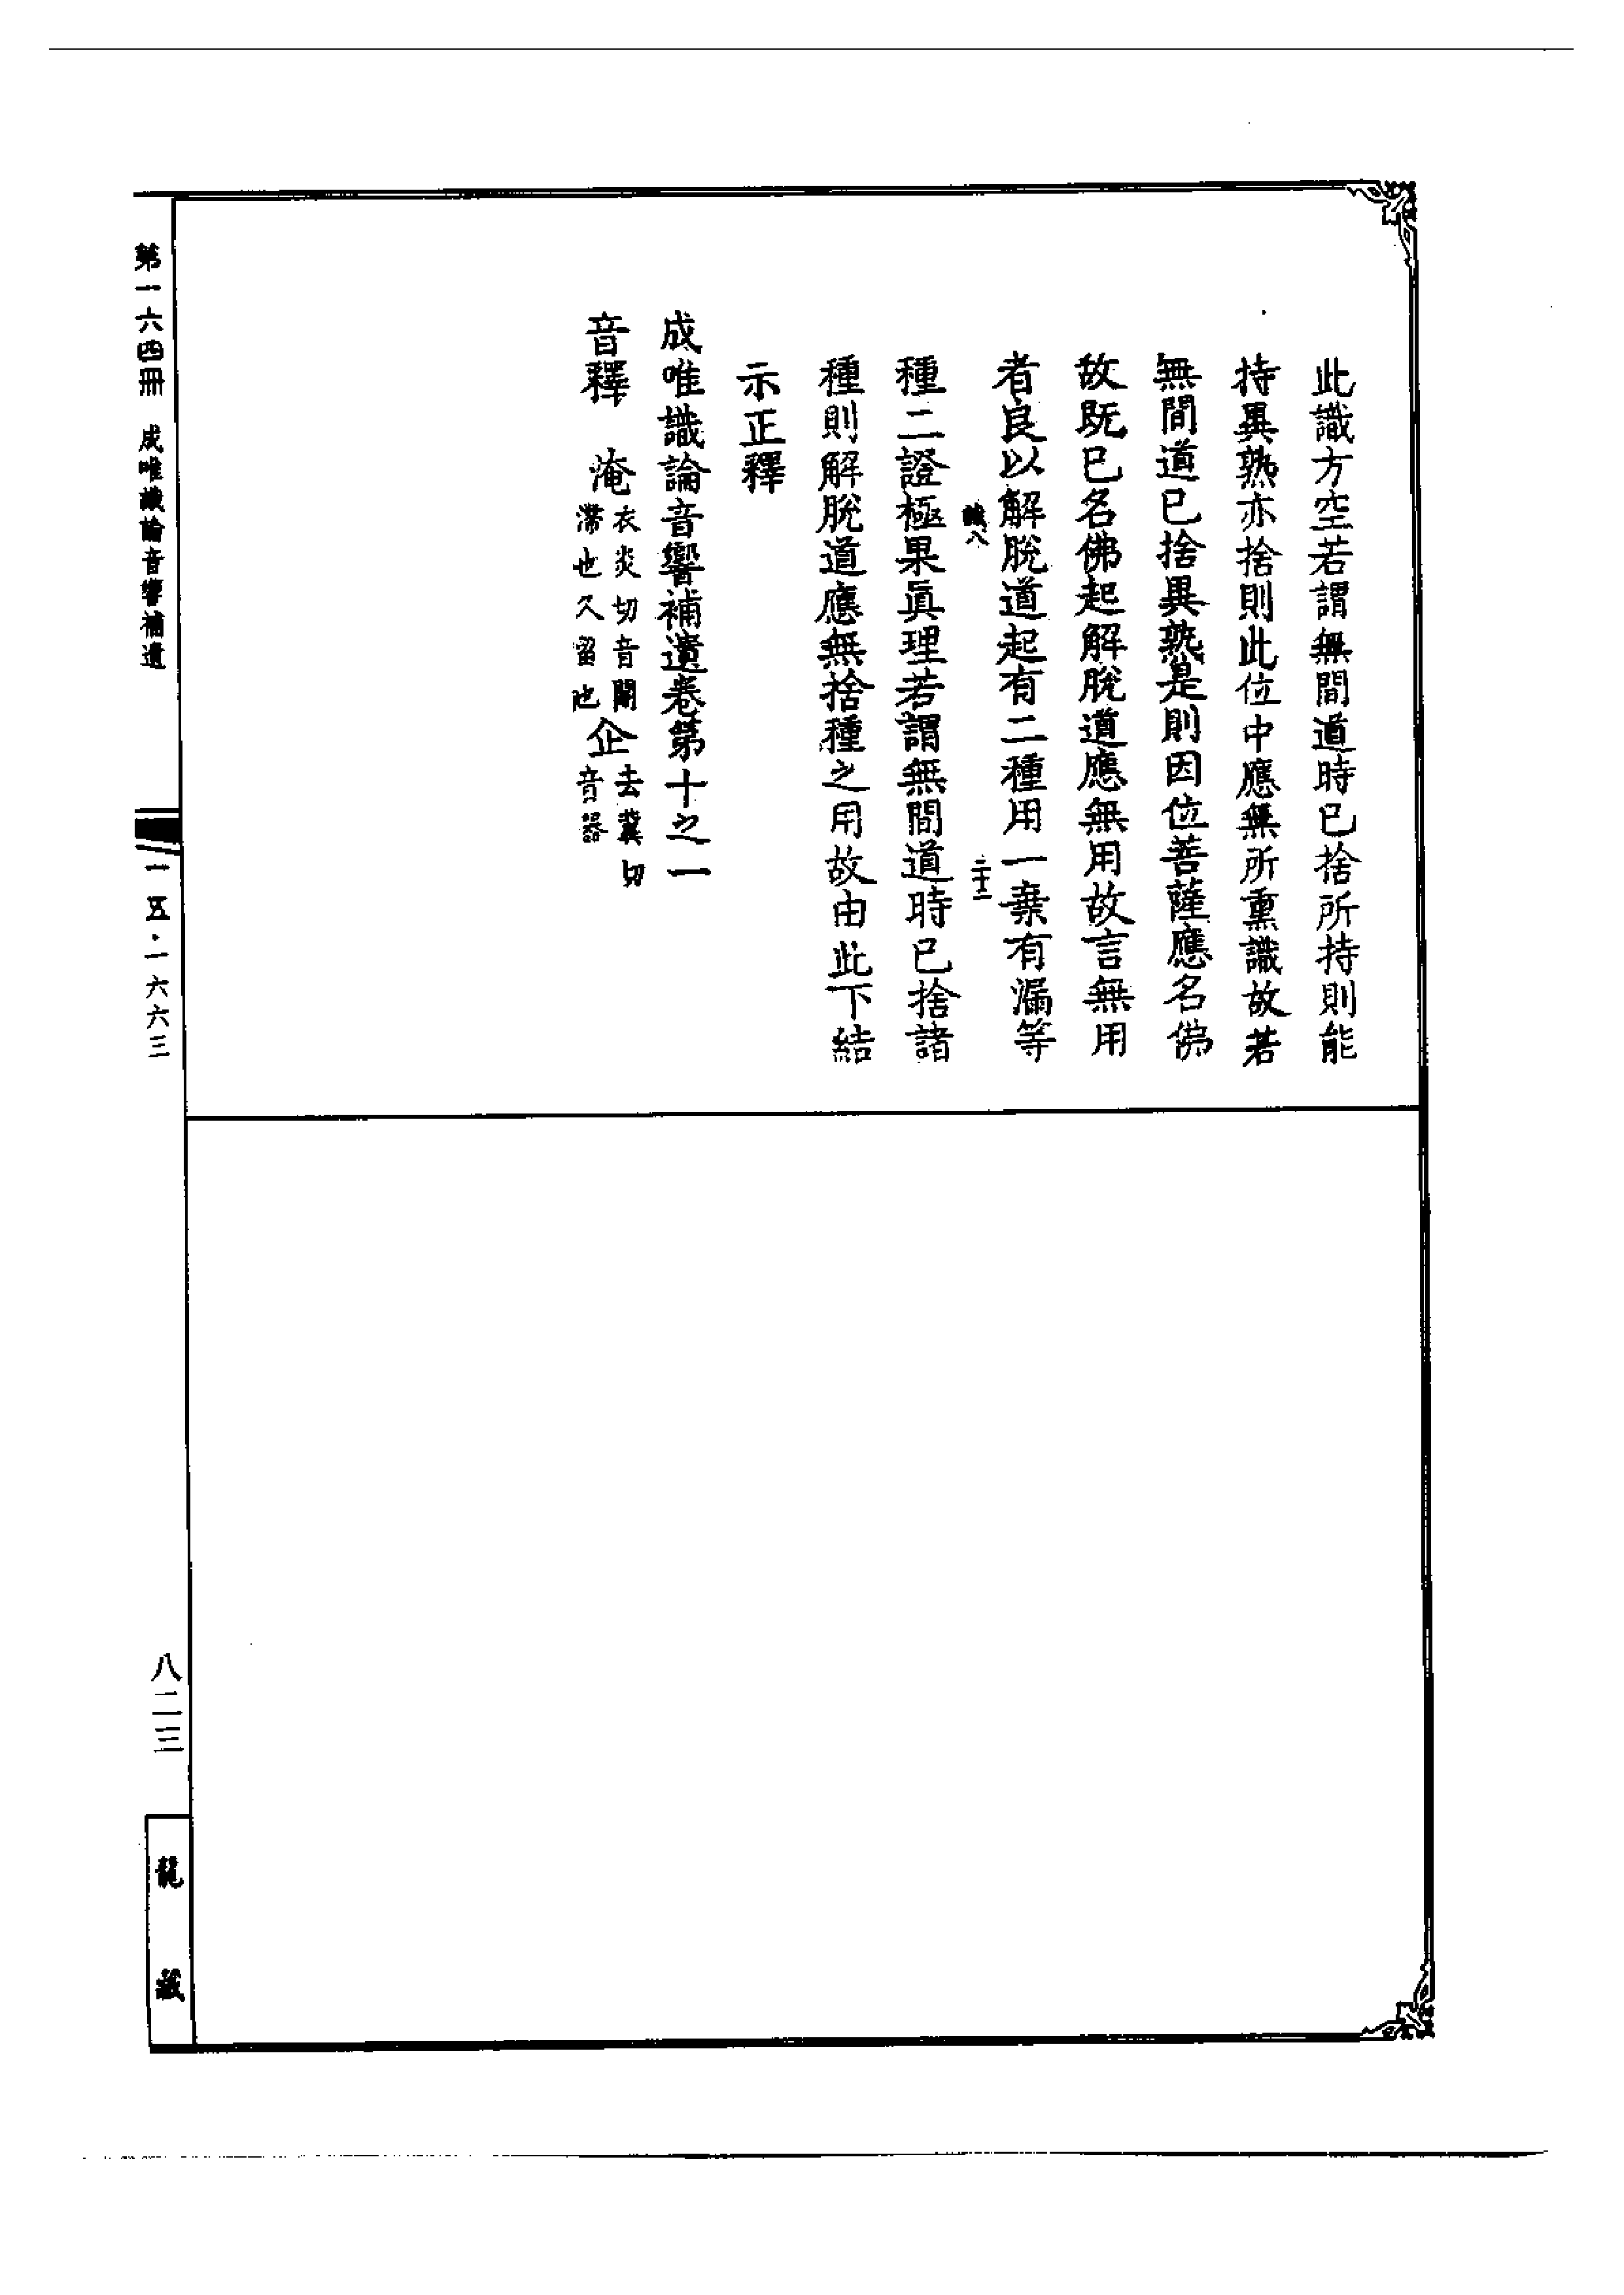 此識方空若謂無間道時已捨所持則能
持異熟亦捨則此位中應無所熏識故若
無間道已捨異熟是則因位菩薩應名佛
故既已名佛起解脫道應無用故言無用
者良以解脫道起有二種用一棄有漏等
識八
種二證極果眞理若謂無間道時已捨諸
種則解脫道應無捨種之用故由此下結
示正釋
成唯識論音響補遺卷第十之一
音釋 淹 衣炎切音閹滯也久留也 企 去冀切音器
第一六四冊 成唯識論音響補遺
一五·一六六三
八二三
龍藏